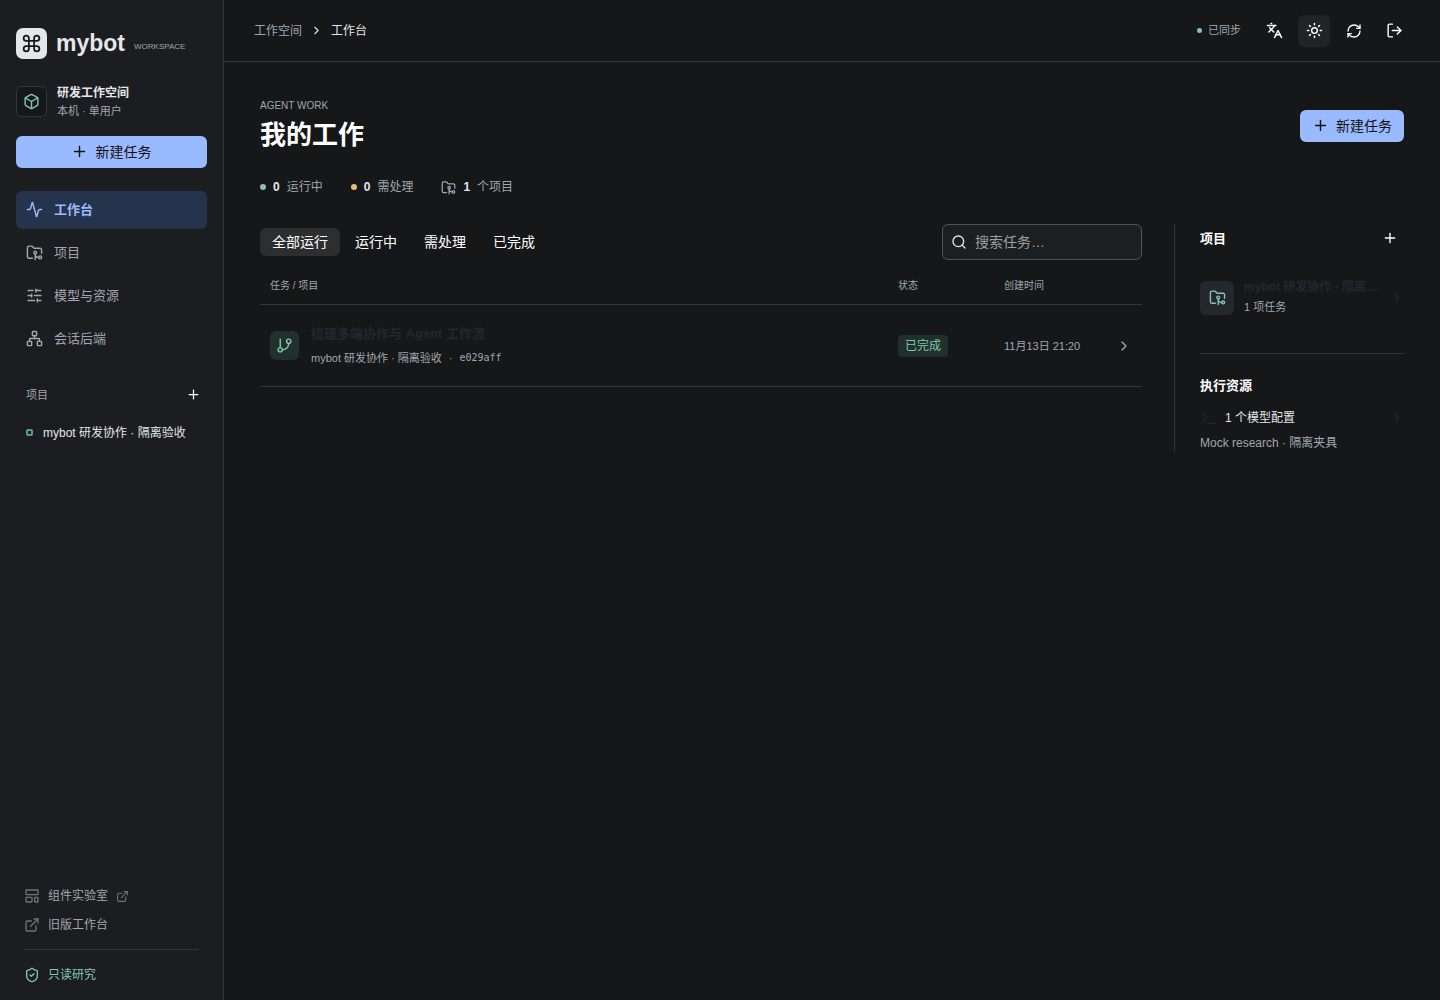 mybot WORKSPACE
研发工作空间
本机 · 单用户
新建任务
工作台
项目
模型与资源
会话后端
项目
mybot 研发协作 · 隔离验收
组件实验室
旧版工作台
只读研究
工作空间 工作台
已同步
AGENT WORK
我的工作
新建任务
0 运行中 0 需处理 1 个项目
全部运行 运行中 需处理 已完成
搜索任务…
任务 / 项目 状态 创建时间
梳理多端协作与 Agent 工作流
mybot 研发协作 · 隔离验收 · e029aff
已完成
11月13日 21:20
项目
mybot 研发协作 · 隔离…
1 项任务
执行资源
1 个模型配置
Mock research · 隔离夹具